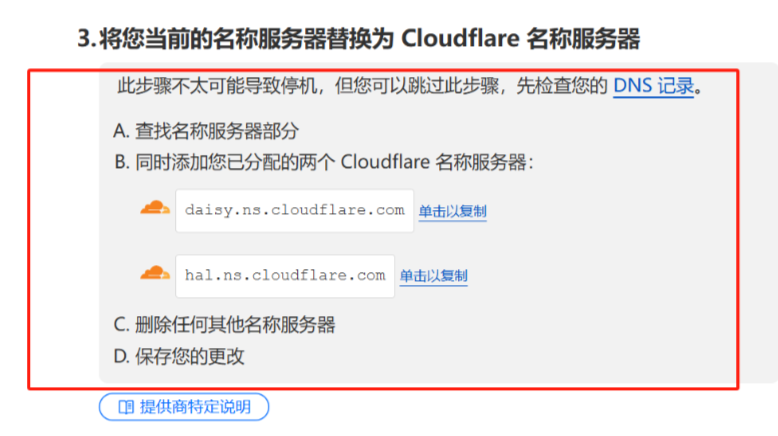 3.将您当前的名称服务器替换为 Cloudflare 名称服务器
此步骤不太可能导致停机，但您可以跳过此步骤，先检查您的 DNS 记录。
A. 查找名称服务器部分
B. 同时添加您已分配的两个 Cloudflare 名称服务器：
daisy.ns.cloudflare.com 单击以复制
hal.ns.cloudflare.com 单击以复制
C. 删除任何其他名称服务器
D. 保存您的更改
提供商特定说明